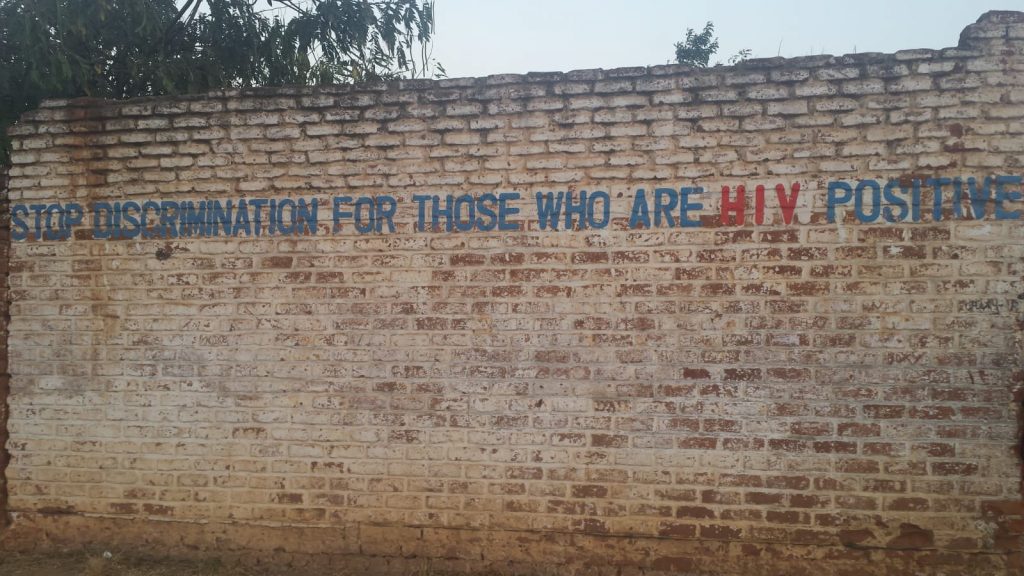 STOP DISCRIMINATION FOR THOSE WHO ARE HIV POSITIVE